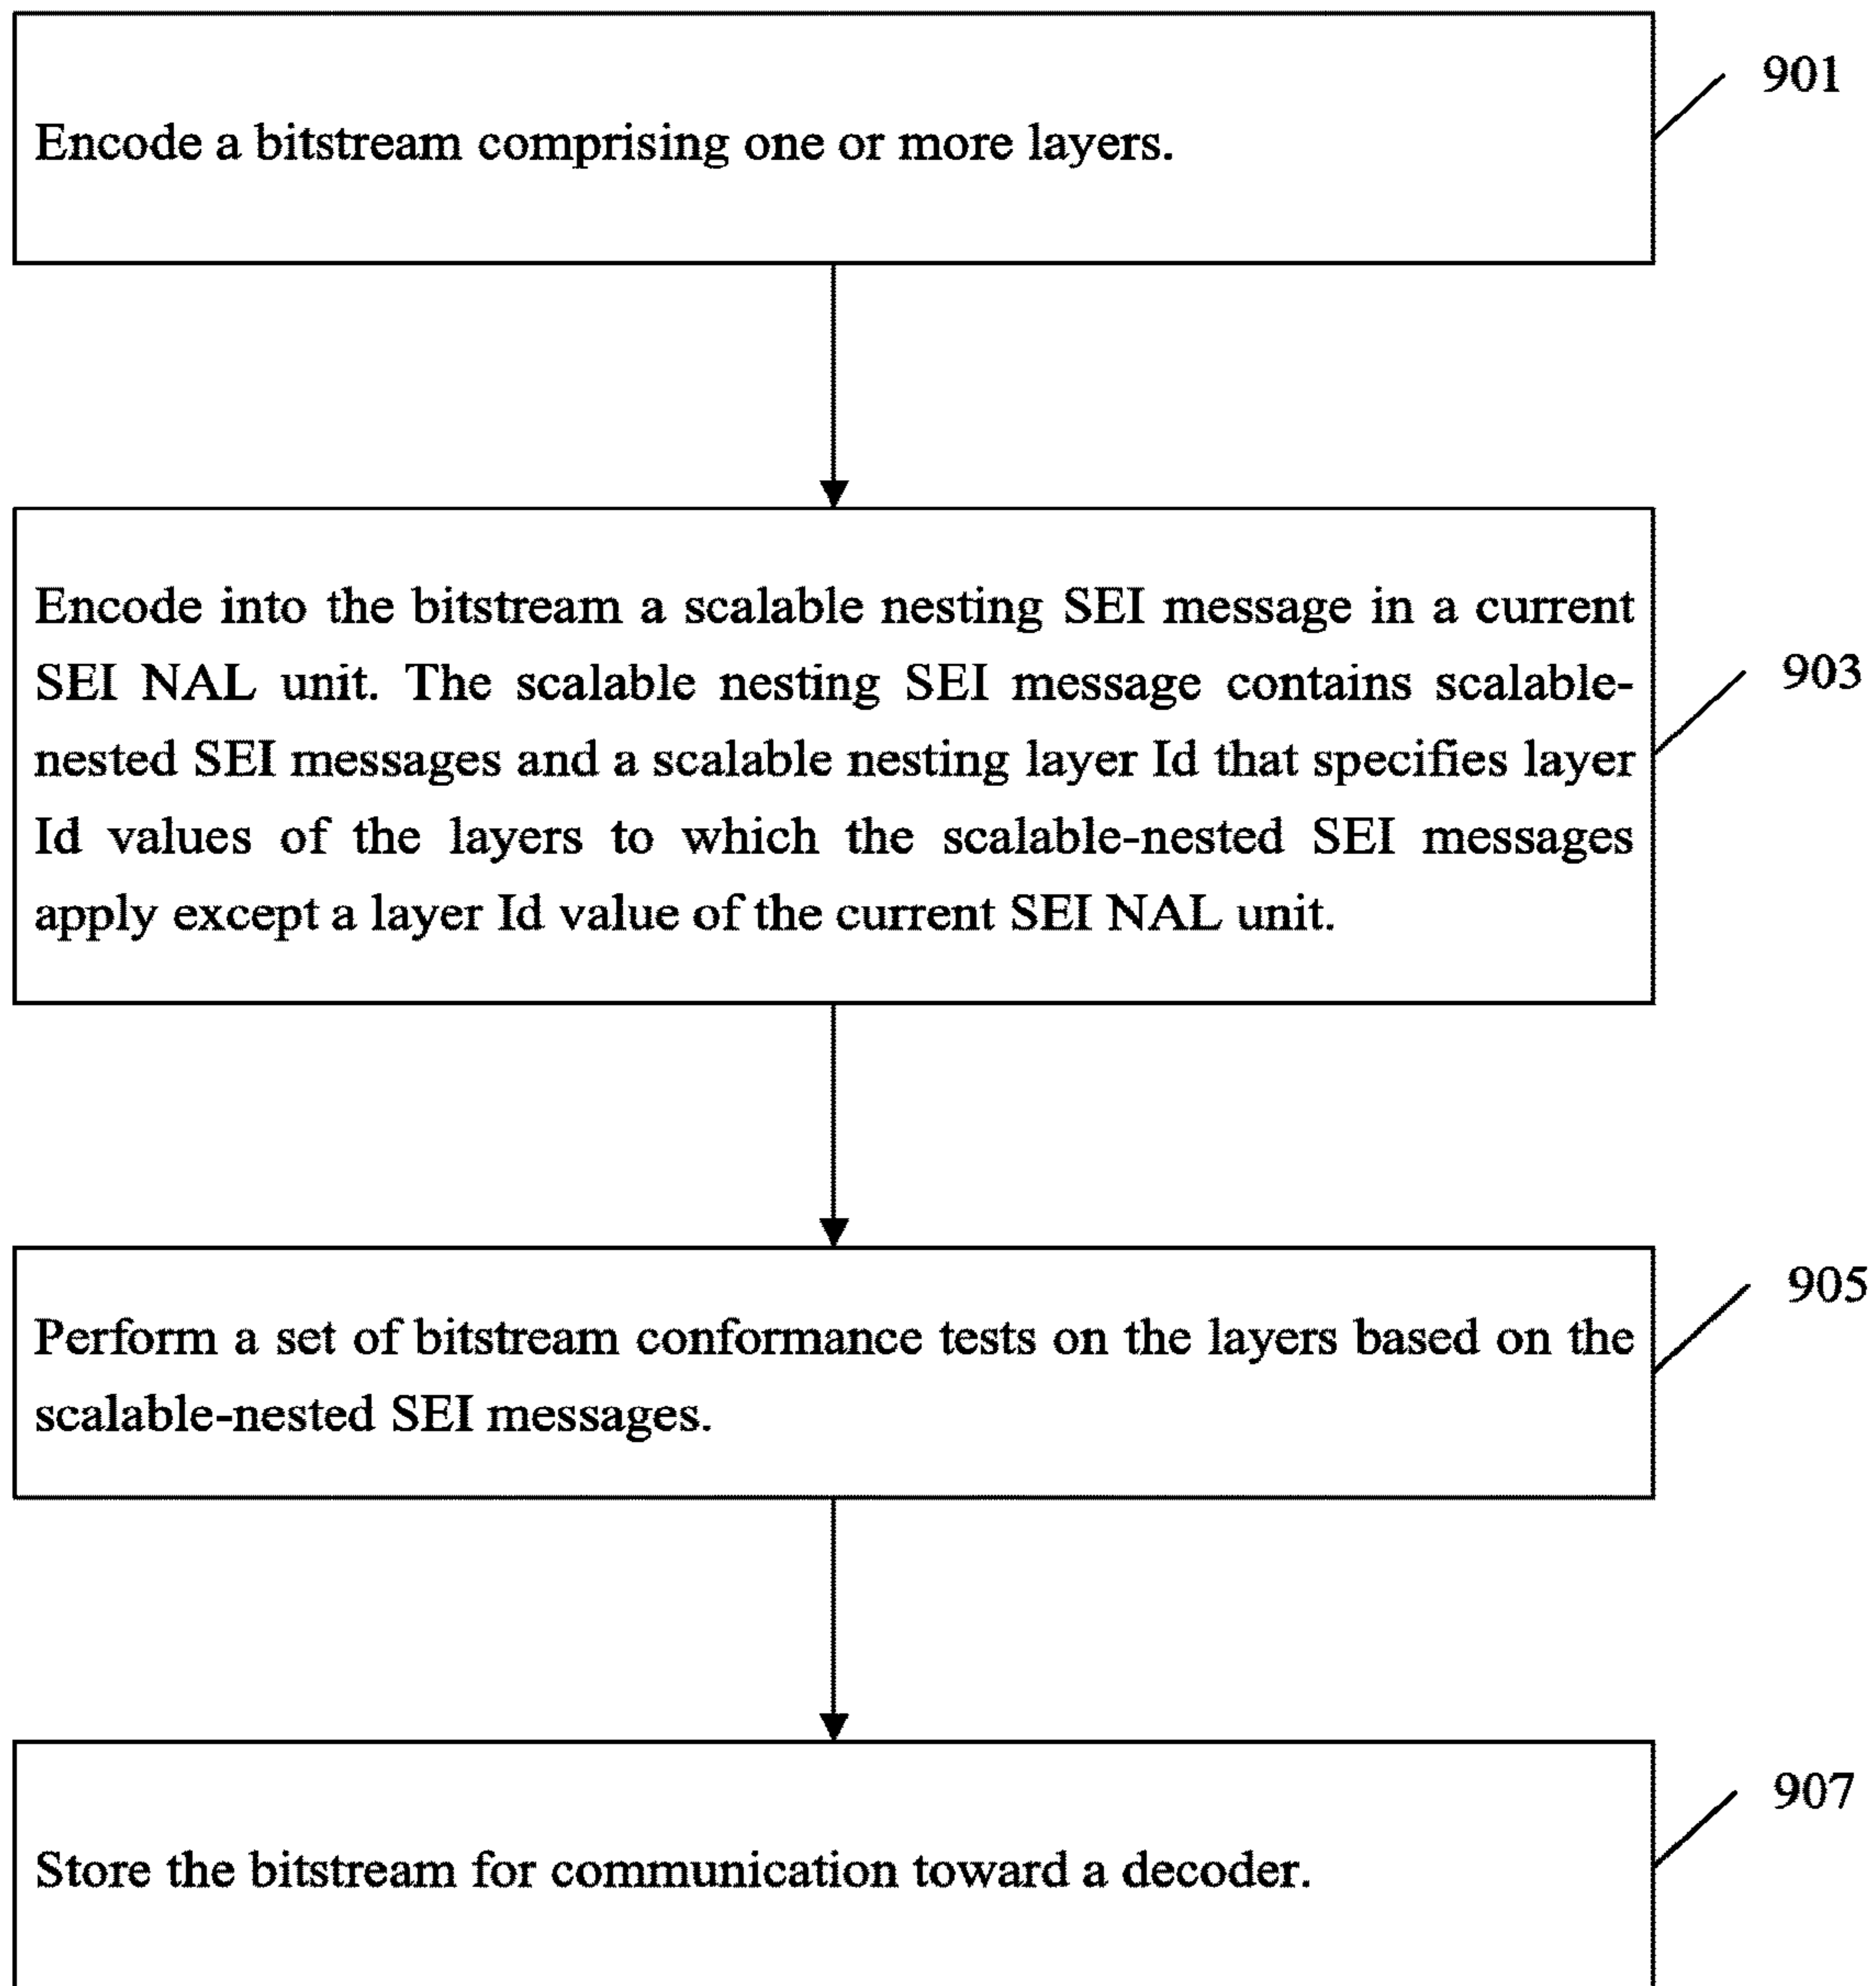 901
Encode a bitstream comprising one or more layers.
Encode into the bitstream a scalable nesting SEI message in a current
SEI NAL unit. The scalable nesting SEI message contains scalable-
903
nested SEI messages and a scalable nesting layer Id that specifies layer
Id values of the layers to which the scalable-nested SEI messages
apply except a layer Id value of the current SEI NAL unit.
905
Perform a set of bitstream conformance tests on the layers based on the
scalable-nested SEI messages.
907
Store the bitstream for communication toward a decoder.